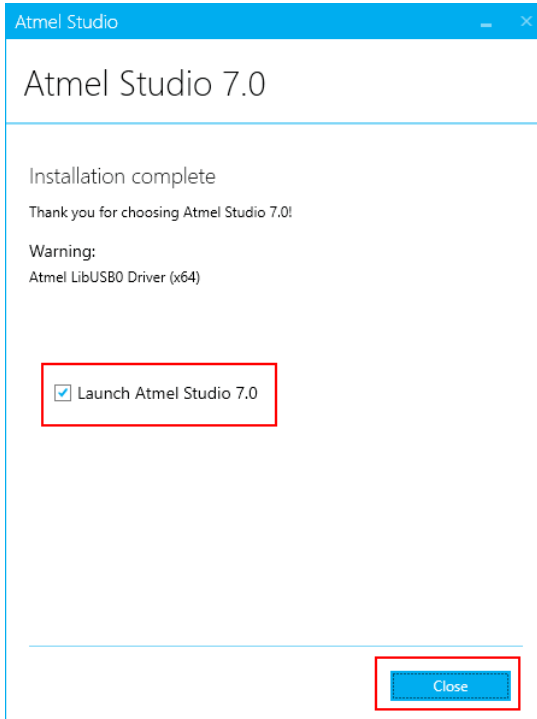 Atmel Studio
Atmel Studio 7.0
Installation complete
Thank you for choosing Atmel Studio 7.0!
Warning:
Atmel LibUSB0 Driver (x64)
Launch Atmel Studio 7.0
Close